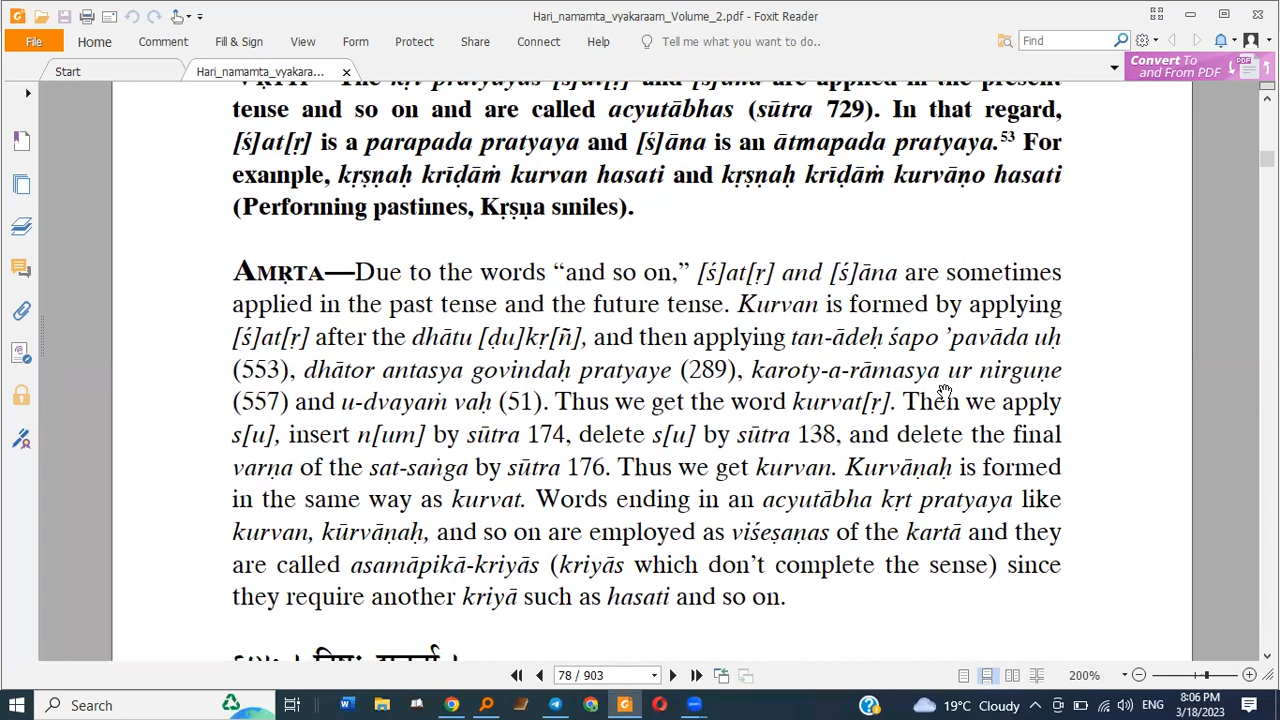 Hari_namamta_vyakaraam_Volume_2.pdf - Foxit Reader
File Home Comment Fill & Sign View Form Protect Share Connect Help Tell me what you want to do.. Find
Start Hari_namamta_vyakara... Convert To
and From PDF
tense and so on and are called acyutābhas (sūtra 729). In that regard,
[ś]at[ṛ] is a parapada pratyaya and [ś]āna is an ātmapada pratyaya.⁵³ For
example, kṛṣṇaḥ krīḍāṁ kurvan hasati and kṛṣṇaḥ krīḍāṁ kurvāṇo hasati
(Performing pastimes, Kṛṣṇa smiles).
AMṚTA—Due to the words “and so on,” [ś]at[ṛ] and [ś]āna are sometimes
applied in the past tense and the future tense. Kurvan is formed by applying
[ś]at[ṛ] after the dhātu [ḍu]kṛ[ñ], and then applying tan-ādeḥ śapo ’pavāda uḥ
(553), dhātor antasya govindaḥ pratyaye (289), karoty-a-rāmasya ur nirguṇe
(557) and u-dvayaṁ vaḥ (51). Thus we get the word kurvat[ṛ]. Then we apply
s[u], insert n[um] by sūtra 174, delete s[u] by sūtra 138, and delete the final
varṇa of the sat-saṅga by sūtra 176. Thus we get kurvan. Kurvāṇaḥ is formed
in the same way as kurvat. Words ending in an acyutābha kṛt pratyaya like
kurvan, kūrvāṇaḥ, and so on are employed as viśeṣaṇas of the kartā and they
are called asamāpikā-kriyās (kriyās which don’t complete the sense) since
they require another kriyā such as hasati and so on.
78 / 903 200%
Search 19°C Cloudy ENG 8:06 PM
3/18/2023